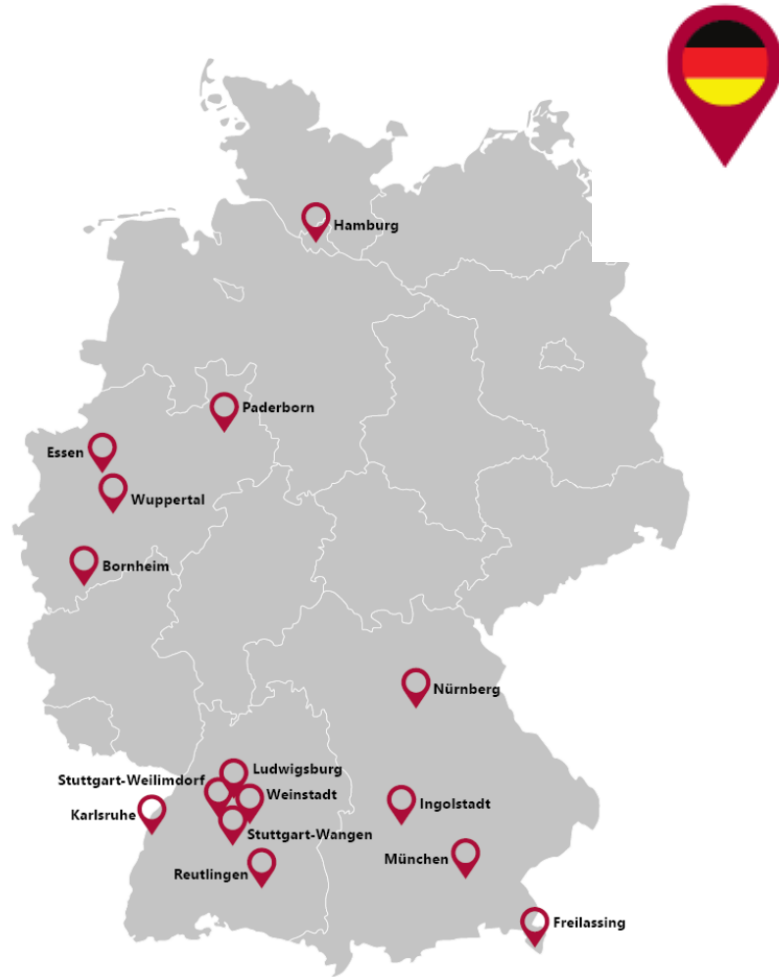 Hamburg
Paderborn
Essen
Wuppertal
Bornheim
Nürnberg
Ludwigsburg
Stuttgart-Weilimdorf
Weinstadt
Karlsruhe
Ingolstadt
Stuttgart-Wangen
München
Reutlingen
Freilassing